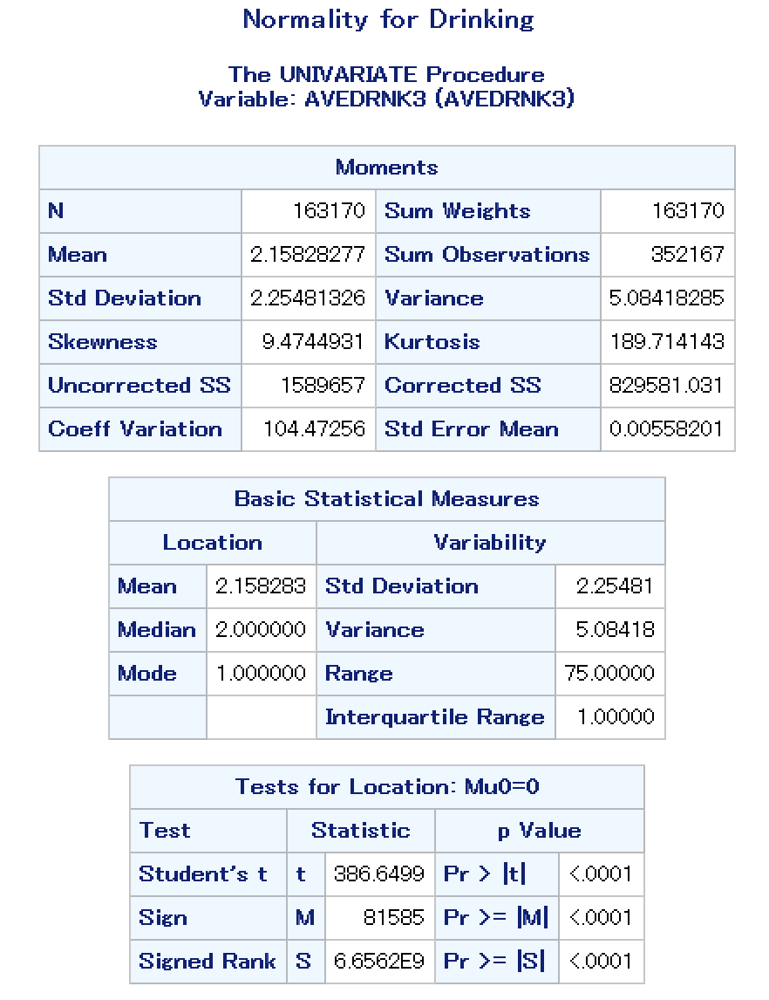 Normality for Drinking
The UNIVARIATE Procedure
Variable: AVEDRNK3 (AVEDRNK3)
Moments
N 163170 Sum Weights 163170
Mean 2.15828277 Sum Observations 352167
Std Deviation 2.25481326 Variance 5.08418285
Skewness 9.4744931 Kurtosis 189.714143
Uncorrected SS 1589657 Corrected SS 829581.031
Coeff Variation 104.47256 Std Error Mean 0.00558201
Basic Statistical Measures
Location Variability
Mean 2.158283 Std Deviation 2.25481
Median 2.000000 Variance 5.08418
Mode 1.000000 Range 75.00000
Interquartile Range 1.00000
Tests for Location: Mu0=0
Test Statistic p Value
Student's t t 386.6499 Pr > |t| <.0001
Sign M 81585 Pr >= |M| <.0001
Signed Rank S 6.6562E9 Pr >= |S| <.0001